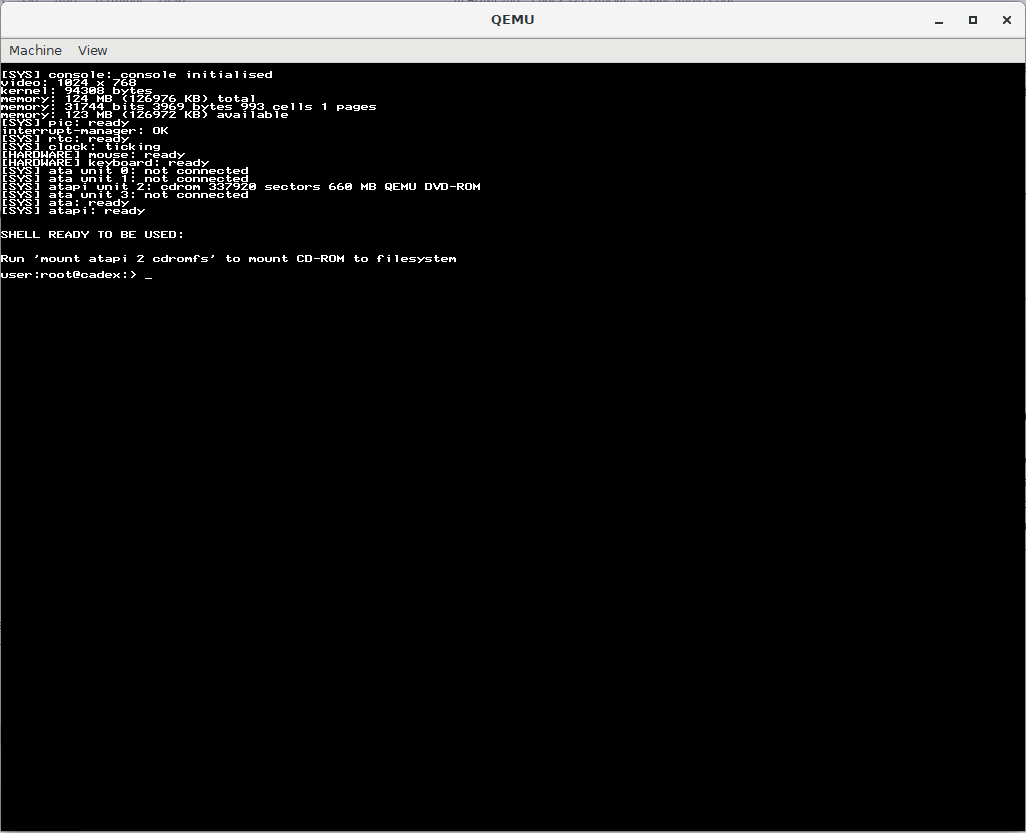 QEMU
Machine View
[SYS] console: console initialised
video: 1024 x 768
kernel: 94308 bytes
memory: 124 MB (126976 KB) total
memory: 31744 bits 3969 bytes 993 cells 1 pages
memory: 123 MB (126972 KB) available
[SYS] pic: ready
interrupt-manager: OK
[SYS] rtc: ready
[SYS] clock: ticking
[HARDWARE] mouse: ready
[HARDWARE] keyboard: ready
[SYS] ata unit 0: not connected
[SYS] ata unit 1: not connected
[SYS] atapi unit 2: cdrom 337920 sectors 660 MB QEMU DVD-ROM
[SYS] ata unit 3: not connected
[SYS] ata: ready
[SYS] atapi: ready
SHELL READY TO BE USED:
Run 'mount atapi 2 cdromfs' to mount CD-ROM to filesystem
user:root@cadex:> _